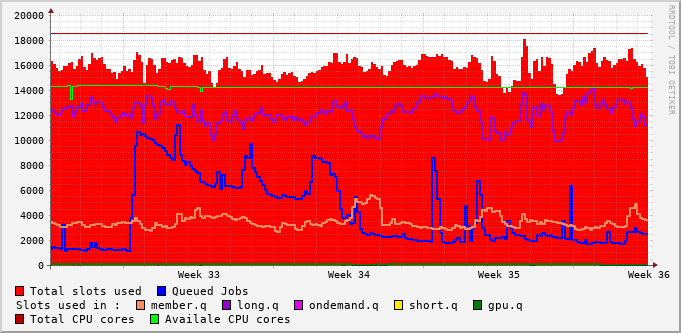 20000
18000
16000
14000
12000
10000
8000
6000
4000
2000
0
Week 33 Week 34 Week 35 Week 36
RRDTOOL / TOBI OETIKER
Total slots used Queued Jobs
Slots used in : member.q long.q ondemand.q short.q gpu.q
Total CPU cores Availale CPU cores